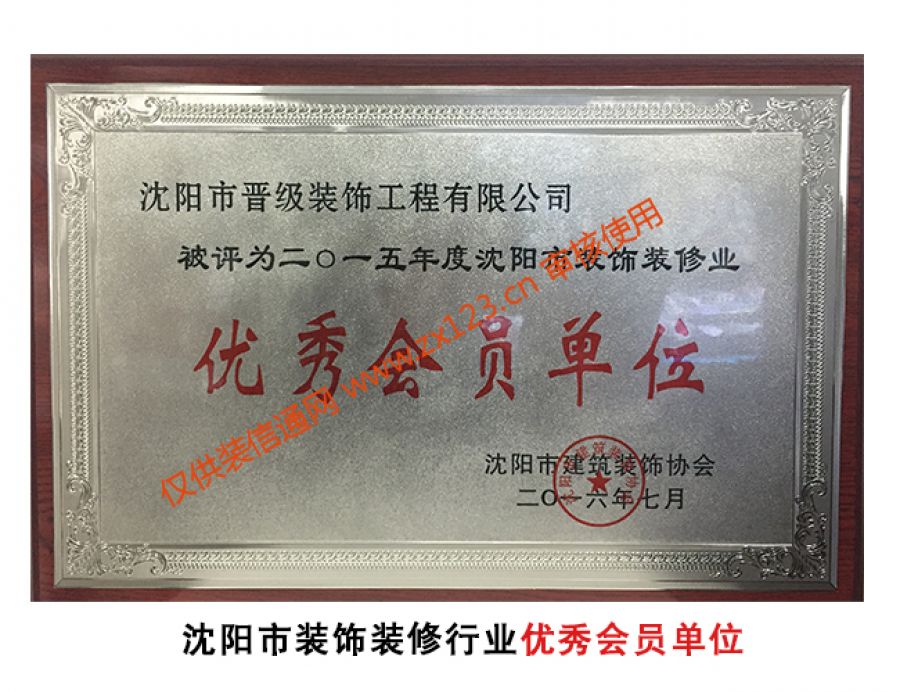 沈阳市晋级装饰工程有限公司
被评为二〇一五年度沈阳市装饰装修业
优秀会员单位
仅供装信通网 www.zx123.cn 审核使用
沈阳市建筑装饰协会
二〇一六年七月
沈阳市装饰装修行业优秀会员单位